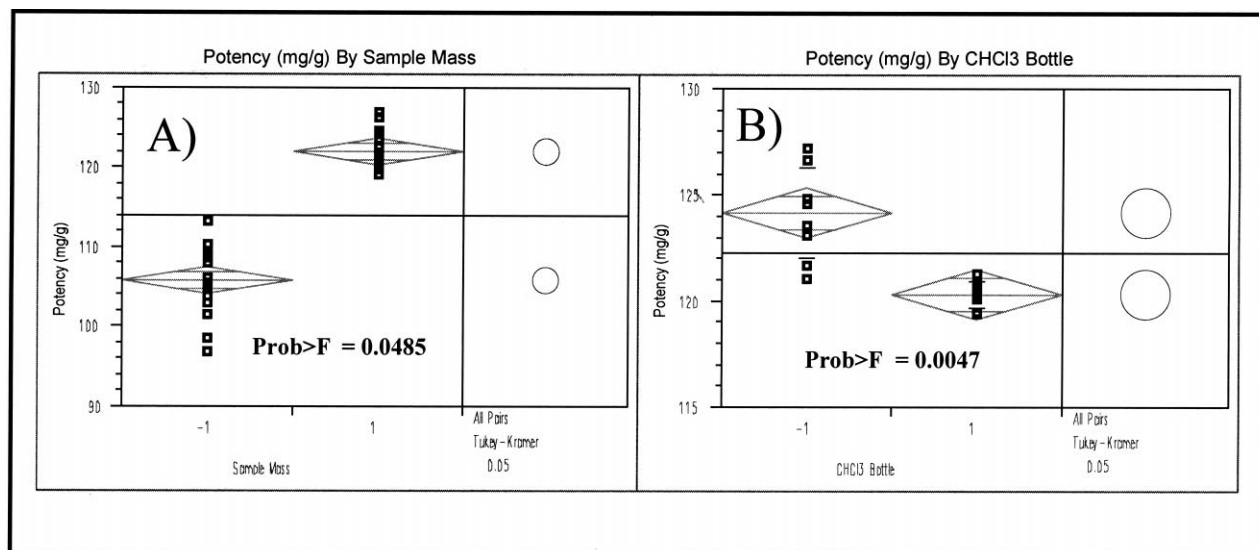 Potency (mg/g) By Sample Mass
Potency (mg/g) By CHCl3 Bottle
A)
130
120
110
100
90
Potency (mg/g)
Prob>F = 0.0485
-1
1
Sample Mass
All Pairs
Tukey-Kramer
0.05
B)
130
125
120
115
Potency (mg/g)
Prob>F = 0.0047
-1
1
CHCl3 Bottle
All Pairs
Tukey-Kramer
0.05